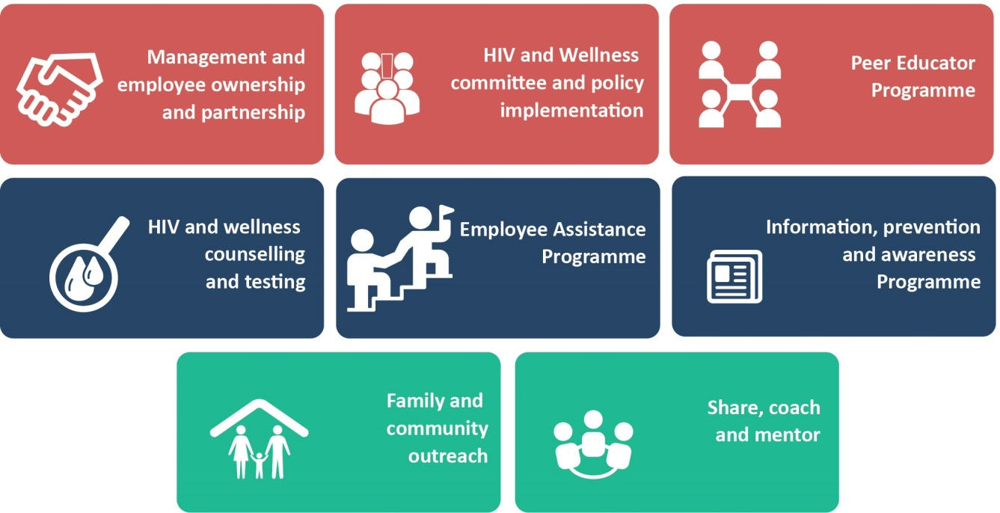 Management and
employee ownership
and partnership
HIV and Wellness
committee and policy
implementation
Peer Educator
Programme
HIV and wellness
counselling
and testing
Employee Assistance
Programme
Information, prevention
and awareness
Programme
Family and
community
outreach
Share, coach
and mentor